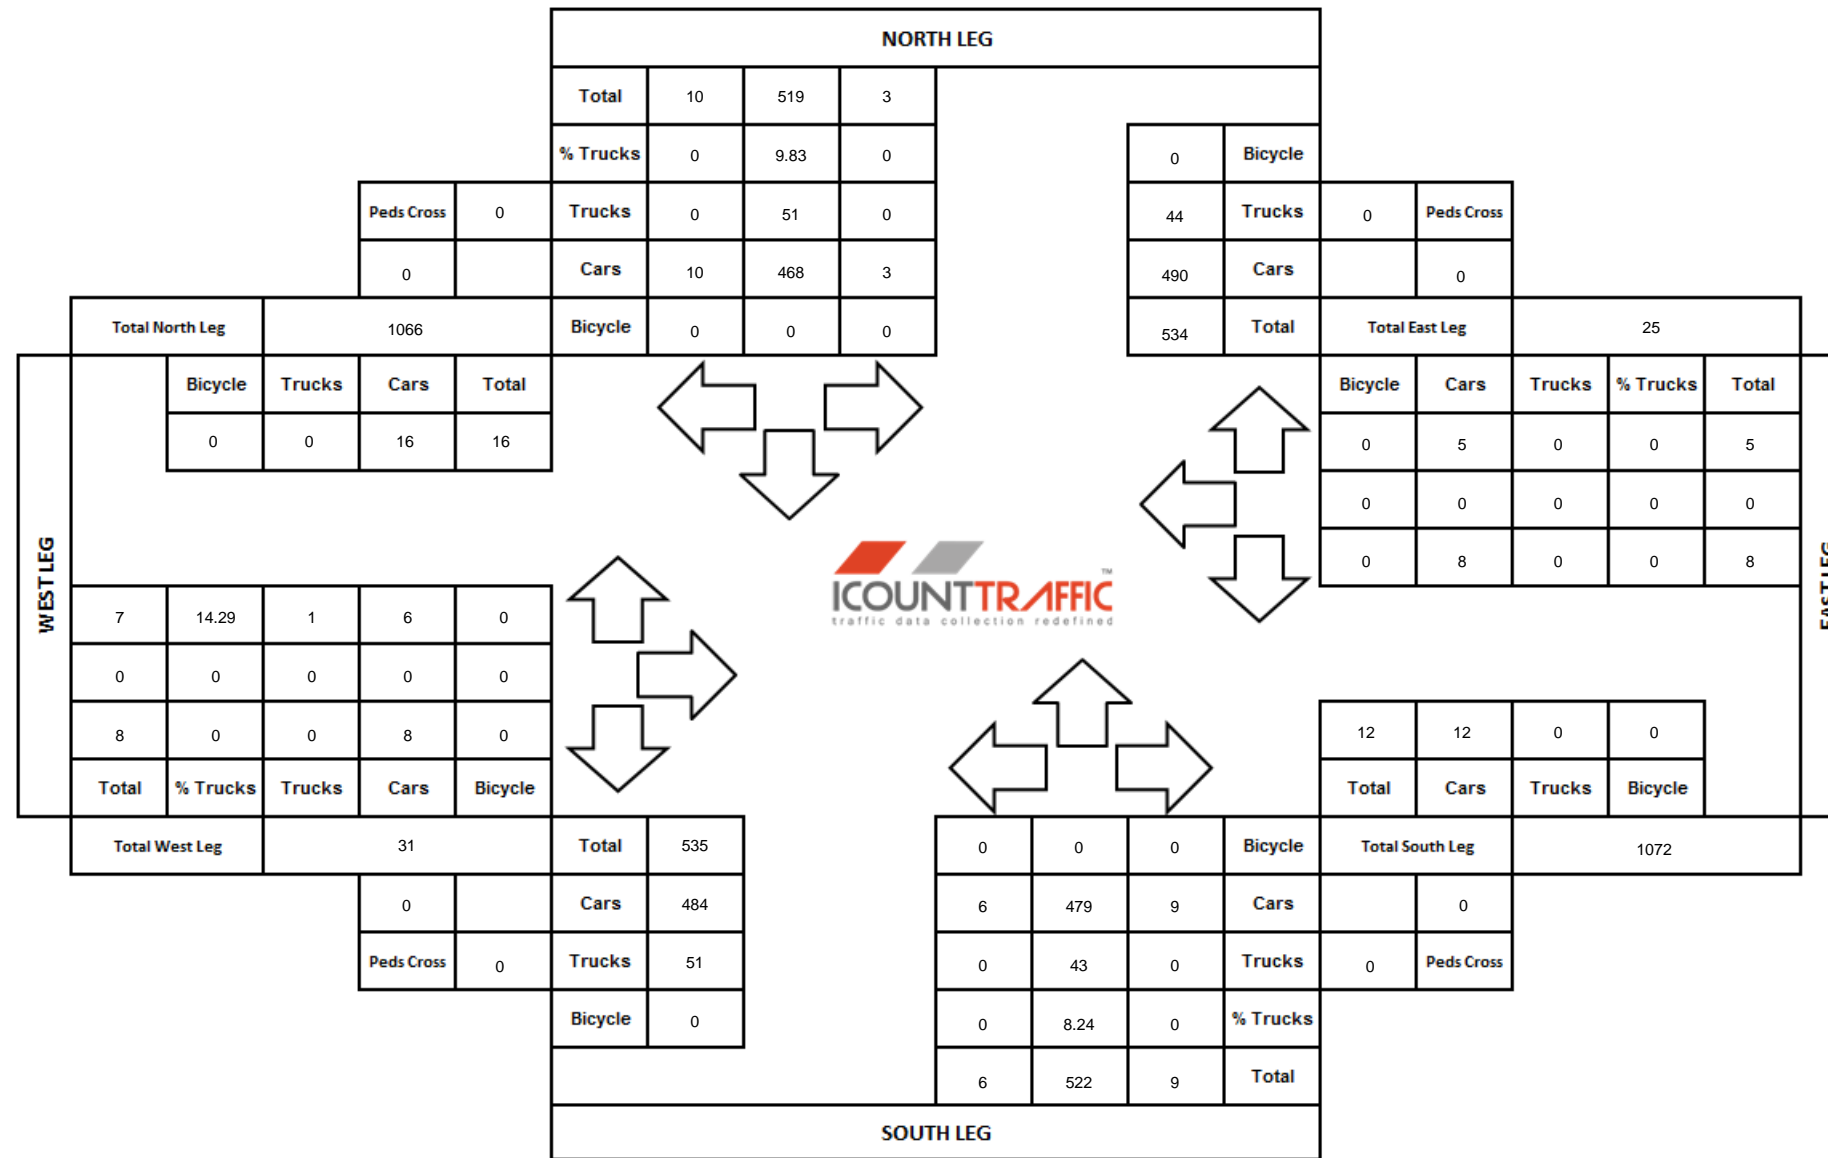 NORTH LEG
Total 10 519 3
% Trucks 0 9.83 0 0 Bicycle
Peds Cross 0 Trucks 0 51 0 44 Trucks 0 Peds Cross
0 Cars 10 468 3 490 Cars 0
Total North Leg 1066 Bicycle 0 0 0 534 Total Total East Leg 25
Bicycle Trucks Cars Total Bicycle Cars Trucks % Trucks Total
0 0 16 16 0 5 0 0 5
0 0 0 0 0
0 8 0 0 8
WEST LEG
EAST LEG
ICOUNTTRAFFIC™
traffic data collection redefined
7 14.29 1 6 0
0 0 0 0 0
8 0 0 8 0 12 12 0 0
Total % Trucks Trucks Cars Bicycle Total Cars Trucks Bicycle
Total West Leg 31 Total 535 0 0 0 Bicycle Total South Leg 1072
0 Cars 484 6 479 9 Cars 0
Peds Cross 0 Trucks 51 0 43 0 Trucks 0 Peds Cross
Bicycle 0 0 8.24 0 % Trucks
6 522 9 Total
SOUTH LEG